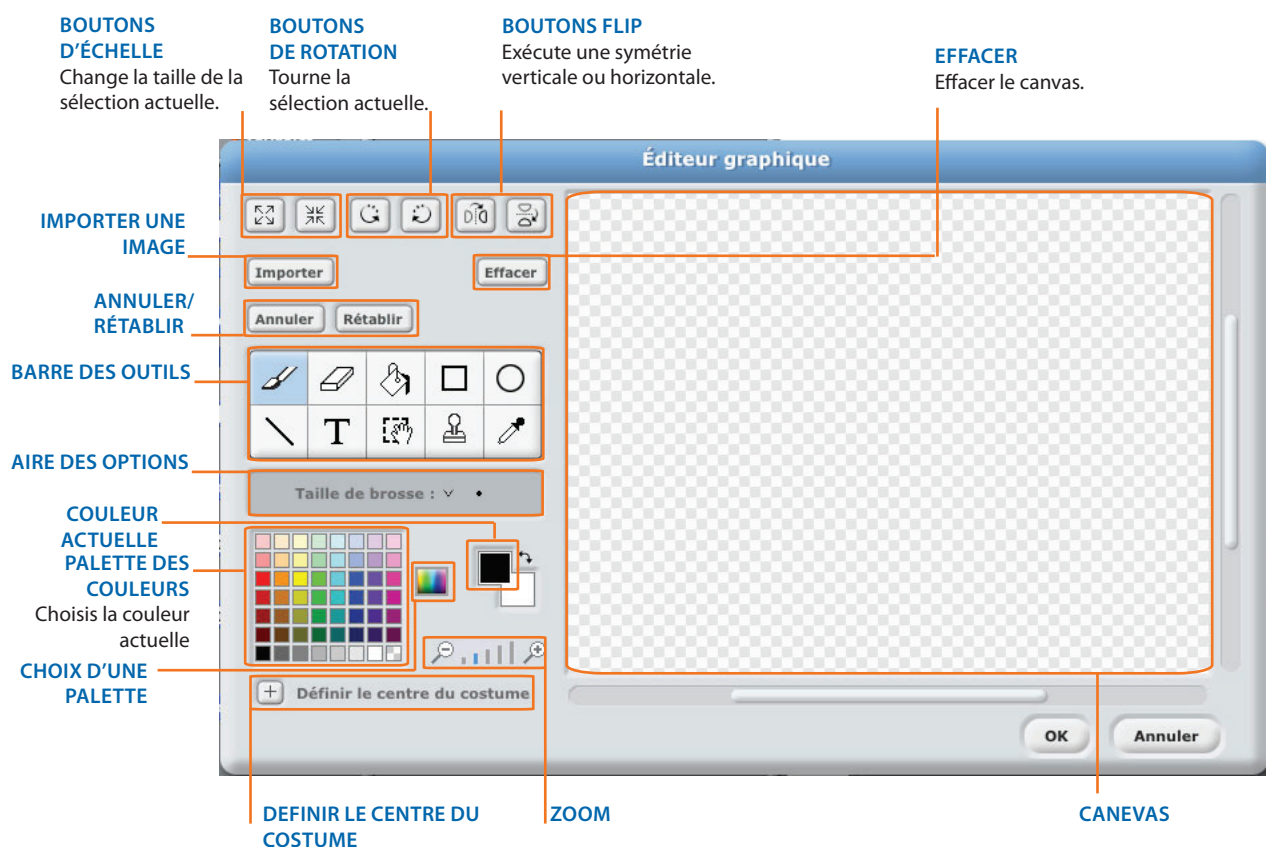 BOUTONS
D'ÉCHELLE
Change la taille de la
sélection actuelle.
BOUTONS
DE ROTATION
Tourne la
sélection actuelle.
BOUTONS FLIP
Exécute une symétrie
verticale ou horizontale.
EFFACER
Effacer le canvas.
Éditeur graphique
IMPORTER UNE
IMAGE
Importer
Effacer
ANNULER/
RÉTABLIR
Annuler
Rétablir
BARRE DES OUTILS
T
AIRE DES OPTIONS
Taille de brosse :
COULEUR
ACTUELLE
PALETTE DES
COULEURS
Choisis la couleur
actuelle
CHOIX D'UNE
PALETTE
Définir le centre du costume
OK
Annuler
DEFINIR LE CENTRE DU
COSTUME
ZOOM
CANEVAS